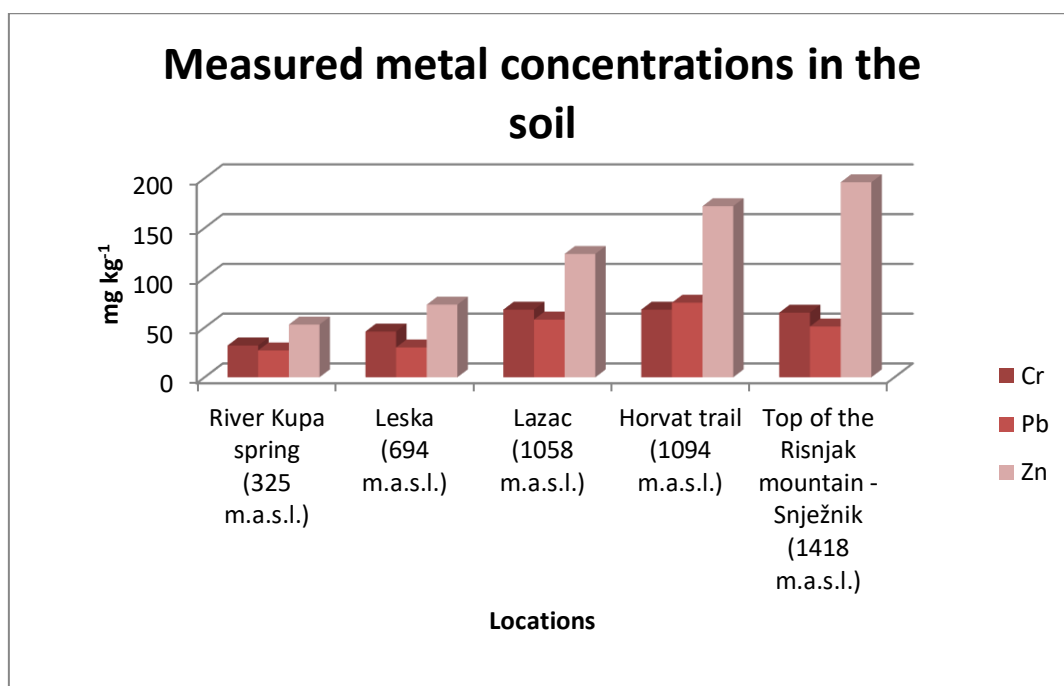 Measured metal concentrations in the
soil
200
150
100
50
0
mg kg⁻¹
River Kupa
spring
(325
m.a.s.l.)
Leska
(694
m.a.s.l.)
Lazac
(1058
m.a.s.l.)
Horvat trail
(1094
m.a.s.l.)
Top of the
Risnjak
mountain -
Snježnik
(1418
m.a.s.l.)
Locations
Cr
Pb
Zn